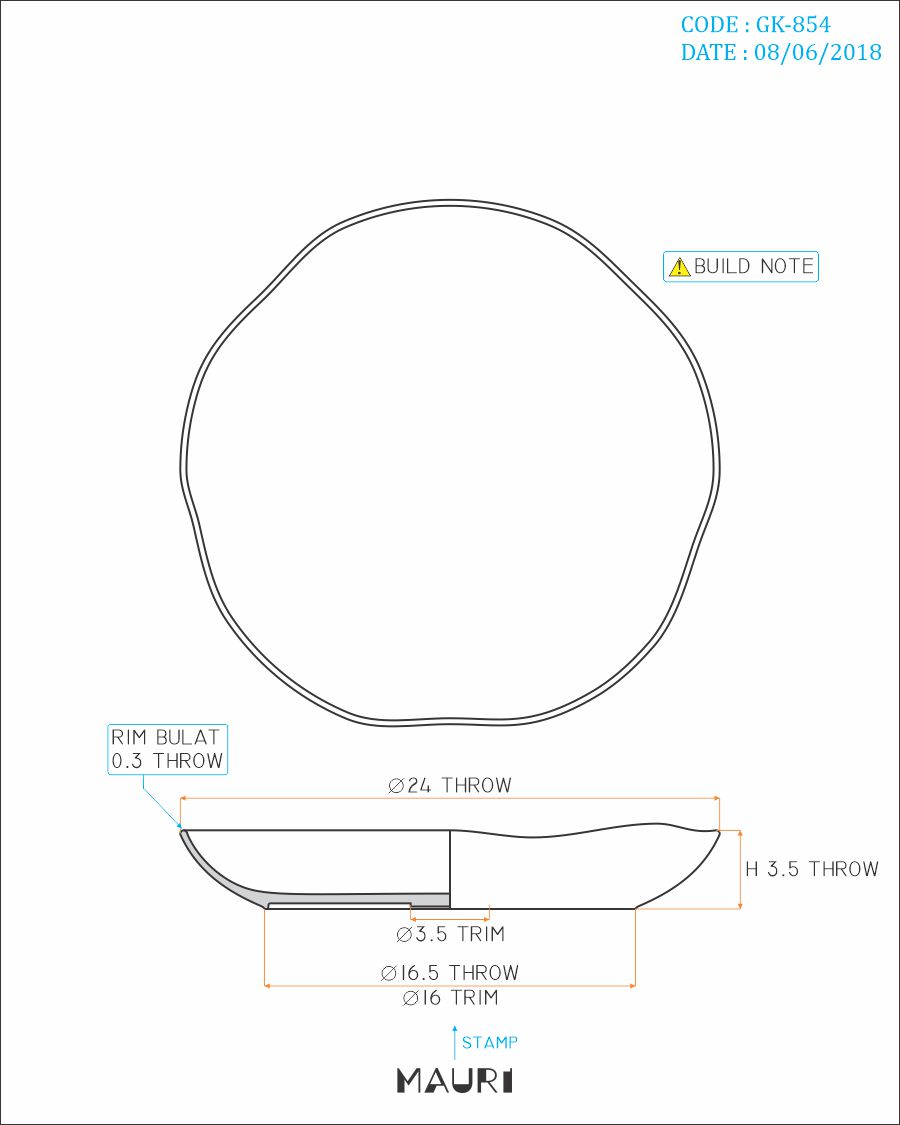 CODE : GK-854
DATE : 08/06/2018
BUILD NOTE
RIM BULAT
0.3 THROW
∅24 THROW
H 3.5 THROW
∅3.5 TRIM
∅16.5 THROW
∅16 TRIM
STAMP
MAURI